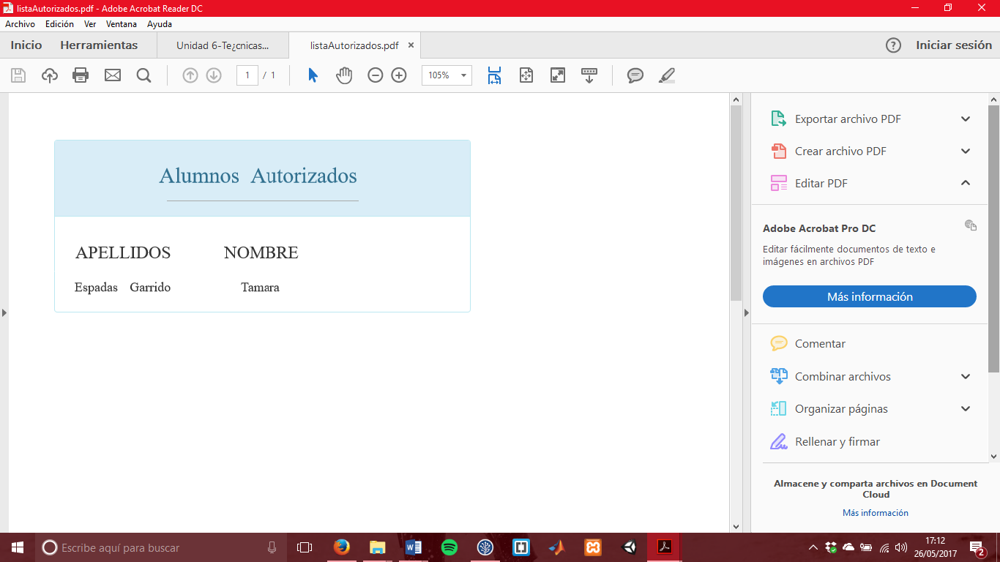 listaAutorizados.pdf - Adobe Acrobat Reader DC
Archivo Edición Ver Ventana Ayuda
Inicio Herramientas Unidad 6-Te¿cnicas... listaAutorizados.pdf × ? Iniciar sesión
1 / 1 105%
Alumnos Autorizados
APELLIDOS NOMBRE
Espadas Garrido Tamara
Exportar archivo PDF
Crear archivo PDF
Editar PDF
Adobe Acrobat Pro DC
Editar fácilmente documentos de texto e
imágenes en archivos PDF
Más información
Comentar
Combinar archivos
Organizar páginas
Rellenar y firmar
Almacene y comparta archivos en Document
Cloud
Más información
Escribe aquí para buscar
17:12
26/05/2017
2